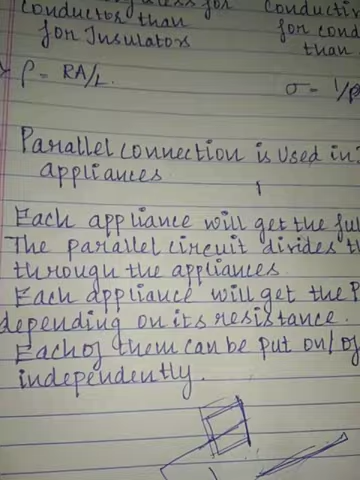 conductors than
for Insulators
for cond
than
ρ = RA/L.
σ = 1/ρ
Parallel connection is used in
appliances
Each appliance will get the ful
The parallel circuit divides th
through the appliances
Each appliance will get the P
depending on its resistance.
Each of them can be put on/of
independently.